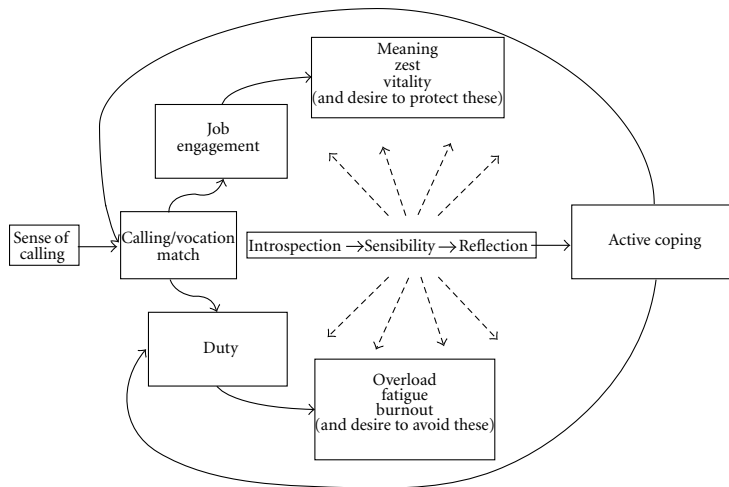 Meaning
zest
vitality
(and desire to protect these)
Job
engagement
Sense of
calling
Calling/vocation
match
Introspection → Sensibility → Reflection
Active coping
Duty
Overload
fatigue
burnout
(and desire to avoid these)